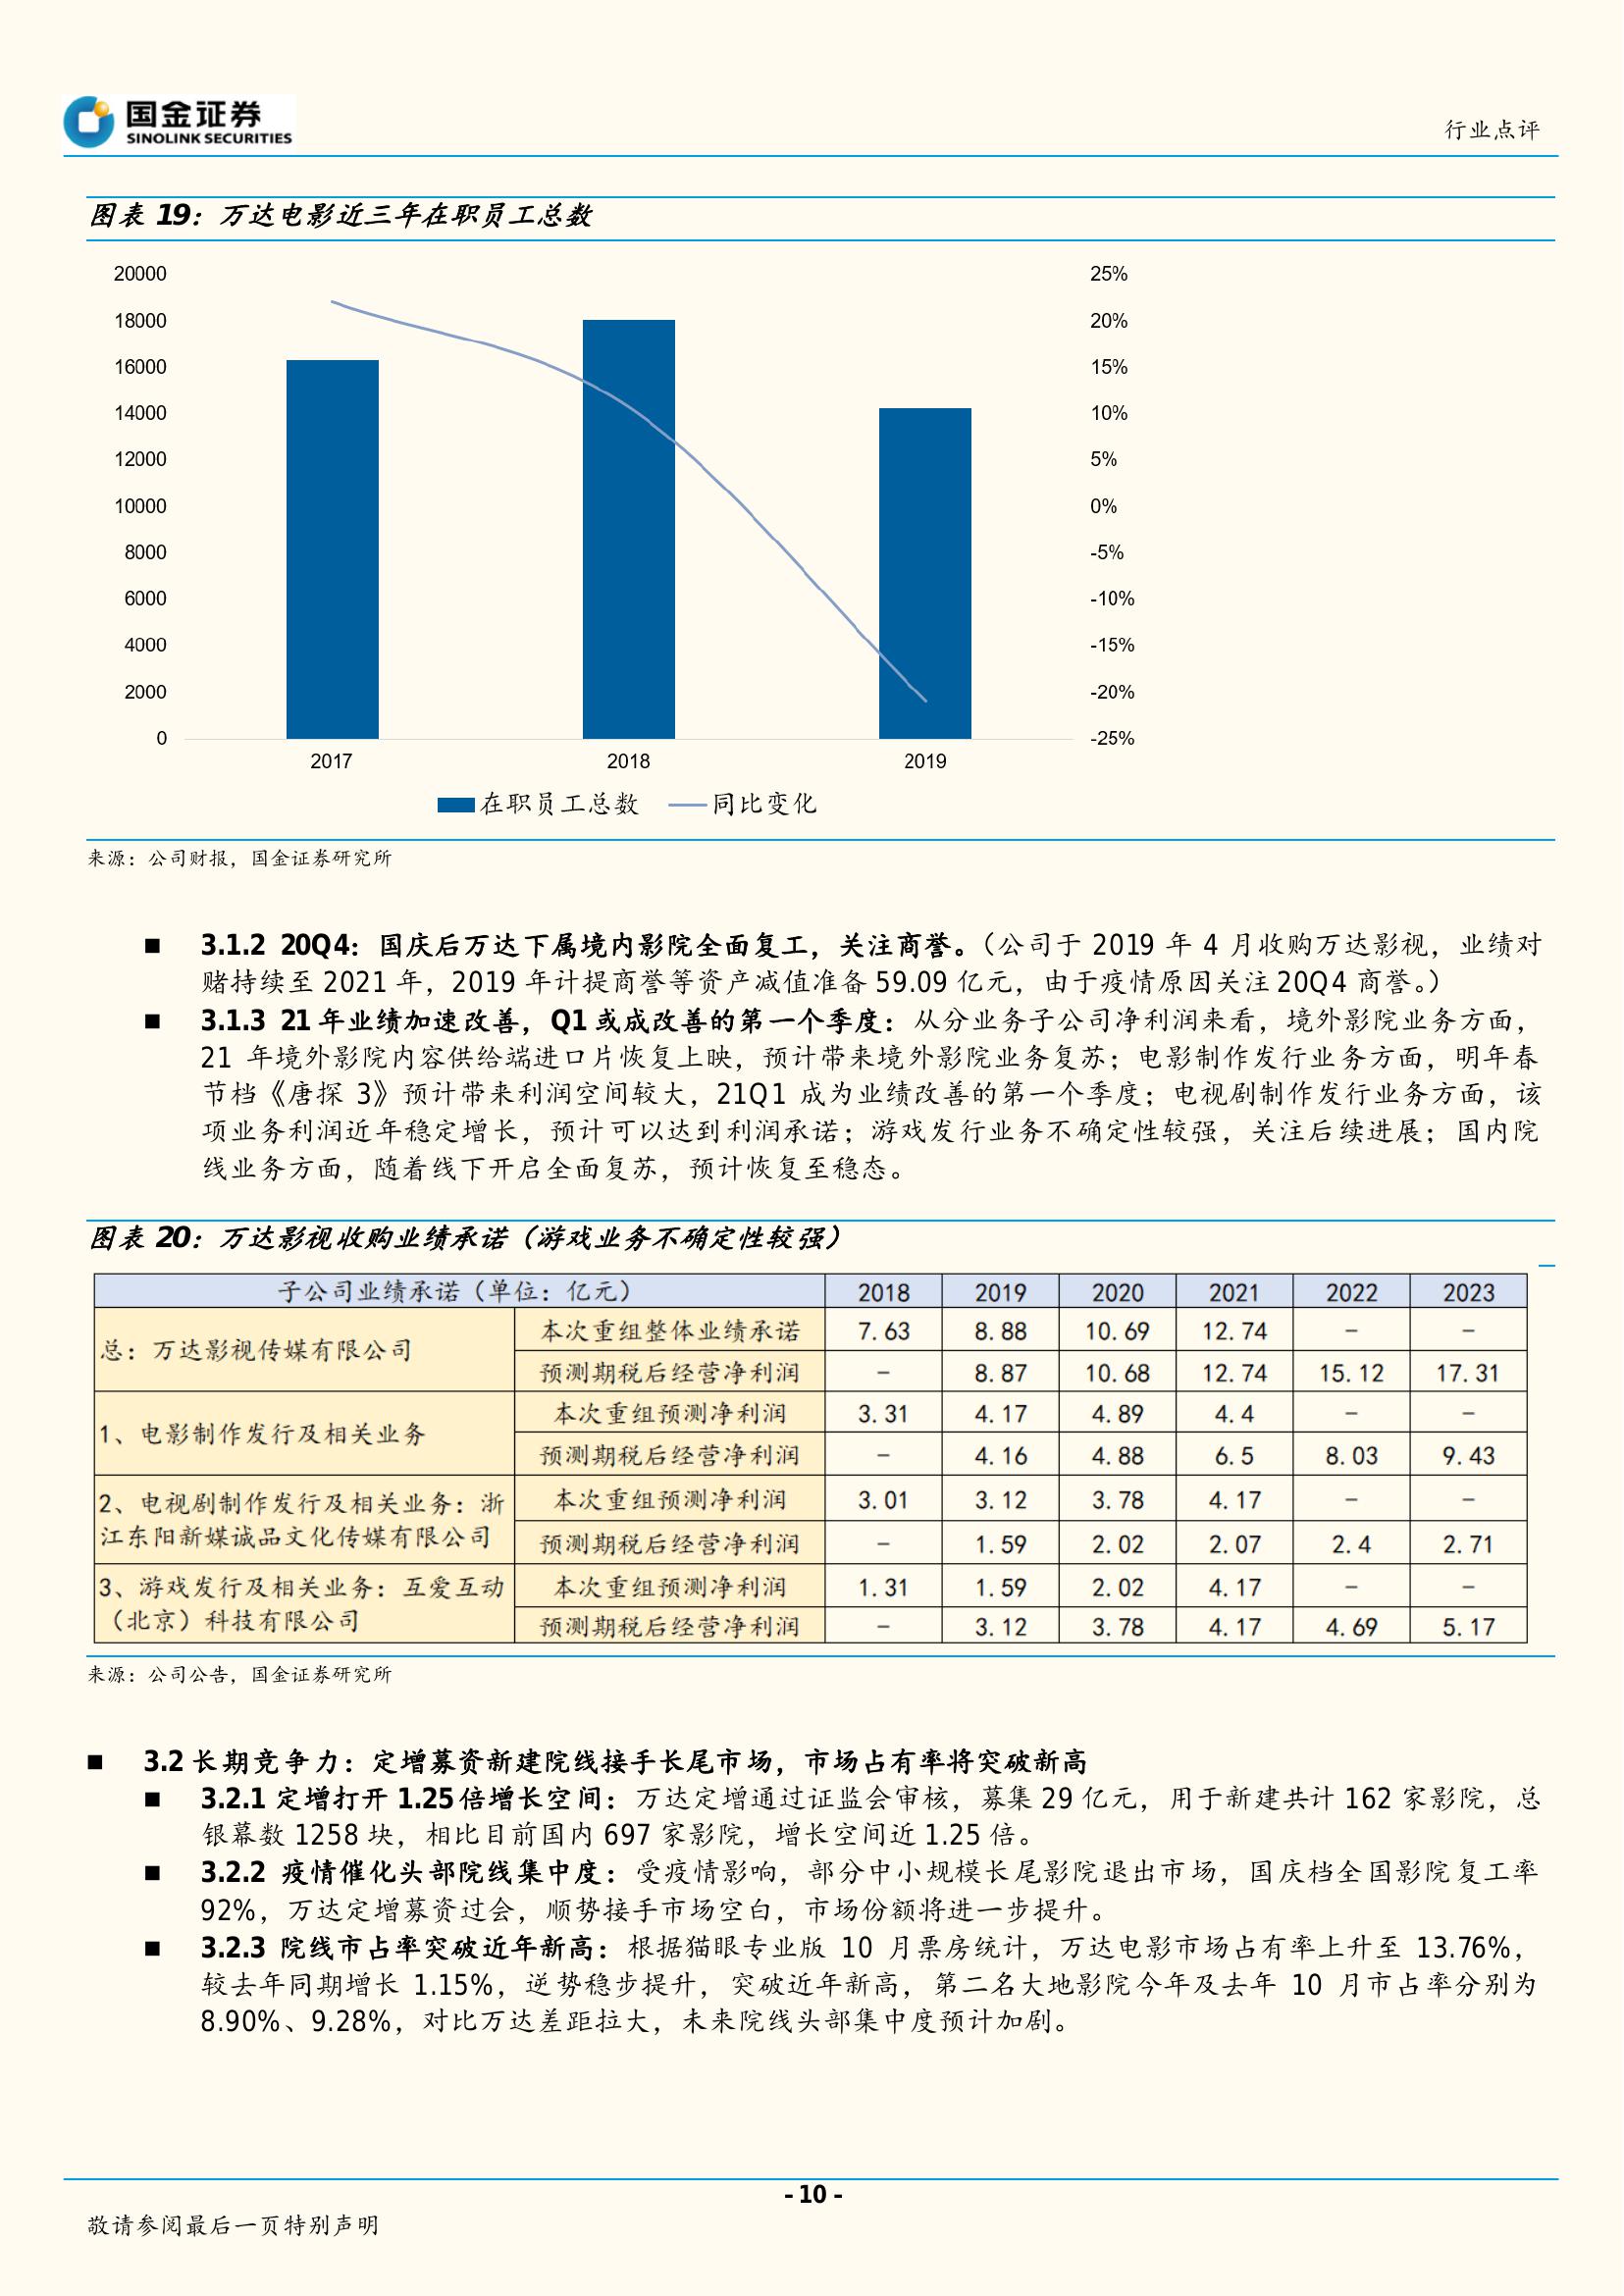 国金证券
SINOLINK SECURITIES
行业点评
图表 19：万达电影近三年在职员工总数
20000
18000
16000
14000
12000
10000
8000
6000
4000
2000
0
25%
20%
15%
10%
5%
0%
-5%
-10%
-15%
-20%
-25%
2017 2018 2019
在职员工总数 同比变化
来源：公司财报，国金证券研究所
■ 3.1.2 20Q4：国庆后万达下属境内影院全面复工，关注商誉。（公司于 2019 年 4 月收购万达影视，业绩对
赌持续至 2021 年，2019 年计提商誉等资产减值准备 59.09 亿元，由于疫情原因关注 20Q4 商誉。）
■ 3.1.3 21 年业绩加速改善，Q1 或成改善的第一个季度：从分业务子公司净利润来看，境外影院业务方面，
21 年境外影院内容供给端进口片恢复上映，预计带来境外影院业务复苏；电影制作发行业务方面，明年春
节档《唐探 3》预计带来利润空间较大，21Q1 成为业绩改善的第一个季度；电视剧制作发行业务方面，该
项业务利润近年稳定增长，预计可以达到利润承诺；游戏发行业务不确定性较强，关注后续进展；国内院
线业务方面，随着线下开启全面复苏，预计恢复至稳态。
图表 20：万达影视收购业绩承诺（游戏业务不确定性较强）
子公司业绩承诺（单位：亿元） 2018 2019 2020 2021 2022 2023
总：万达影视传媒有限公司
本次重组整体业绩承诺 7.63 8.88 10.69 12.74 – –
预测期税后经营净利润 – 8.87 10.68 12.74 15.12 17.31
1、电影制作发行及相关业务
本次重组预测净利润 3.31 4.17 4.89 4.4 – –
预测期税后经营净利润 – 4.16 4.88 6.5 8.03 9.43
2、电视剧制作发行及相关业务：浙
江东阳新媒诚品文化传媒有限公司
本次重组预测净利润 3.01 3.12 3.78 4.17 – –
预测期税后经营净利润 – 1.59 2.02 2.07 2.4 2.71
3、游戏发行及相关业务：互爱互动
（北京）科技有限公司
本次重组预测净利润 1.31 1.59 2.02 4.17 – –
预测期税后经营净利润 – 3.12 3.78 4.17 4.69 5.17
来源：公司公告，国金证券研究所
■ 3.2 长期竞争力：定增募资新建院线接手长尾市场，市场占有率将突破新高
■ 3.2.1 定增打开 1.25 倍增长空间：万达定增通过证监会审核，募集 29 亿元，用于新建共计 162 家影院，总
银幕数 1258 块，相比目前国内 697 家影院，增长空间近 1.25 倍。
■ 3.2.2 疫情催化头部院线集中度：受疫情影响，部分中小规模长尾影院退出市场，国庆档全国影院复工率
92%，万达定增募资过会，顺势接手市场空白，市场份额将进一步提升。
■ 3.2.3 院线市占率突破近年新高：根据猫眼专业版 10 月票房统计，万达电影市场占有率上升至 13.76%，
较去年同期增长 1.15%，逆势稳步提升，突破近年新高，第二名大地影院今年及去年 10 月市占率分别为
8.90%、9.28%，对比万达差距拉大，未来院线头部集中度预计加剧。
- 10 -
敬请参阅最后一页特别声明